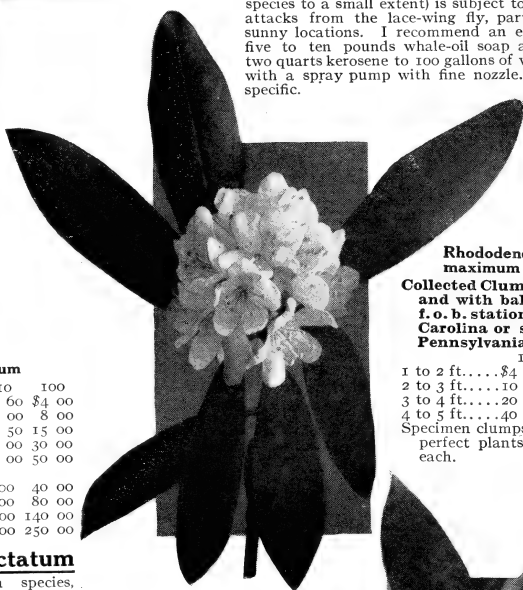 species to a small extent) is subject to
attacks from the lace-wing fly, par
sunny locations. I recommend an e
five to ten pounds whale-oil soap a
two quarts kerosene to 100 gallons of
with a spray pump with fine nozzle.
specific.
Rhododen
maximum
Collected Clum
and with bal
f. o. b. station
Carolina or s
Pennsylvania
1 to 2 ft.....$4
2 to 3 ft.....10
3 to 4 ft.....20
4 to 5 ft.....40
Specimen clumps
perfect plants
each.
um
10 100
60 $4 00
00 8 00
50 15 00
00 30 00
00 50 00
00 40 00
00 80 00
00 140 00
00 250 00
ctatum
species,